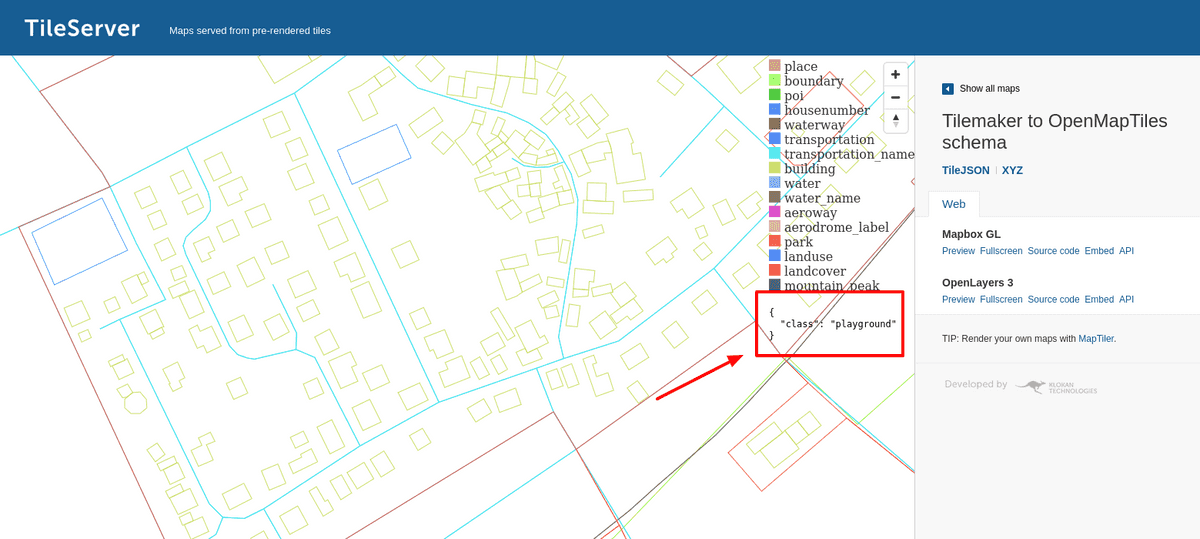 TileServer
Maps served from pre-rendered tiles
place
boundary
poi
housenumber
waterway
transportation
transportation_name
building
water
water_name
aeroway
aerodrome_label
park
landuse
landcover
mountain_peak
{
"class": "playground"
}
Show all maps
Tilemaker to OpenMapTiles
schema
TileJSON | XYZ
Web
Mapbox GL
Preview Fullscreen Source code Embed API
OpenLayers 3
Preview Fullscreen Source code Embed API
TIP: Render your own maps with MapTiler.
Developed by
KLOKAN
TECHNOLOGIES